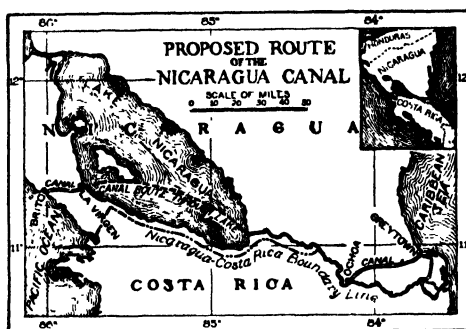 86° 85° 84°
PROPOSED ROUTE
OF THE
NICARAGUA CANAL
SCALE OF MILES
0 10 20 30 40 50
HONDURAS
NICARAGUA
COSTA RICA
12°
12°
LAKE NICARAGUA
NICARAGUA
CANAL ROUTE THRU
CANAL
BRITO
LA VIRGEN
PACIFIC OCEAN
CARIBBEAN SEA
GREYTOWN
OCHOA
CANAL
11°
11°
Nicaragua-Costa Rica Boundary Line
COSTA RICA
86° 85° 84°